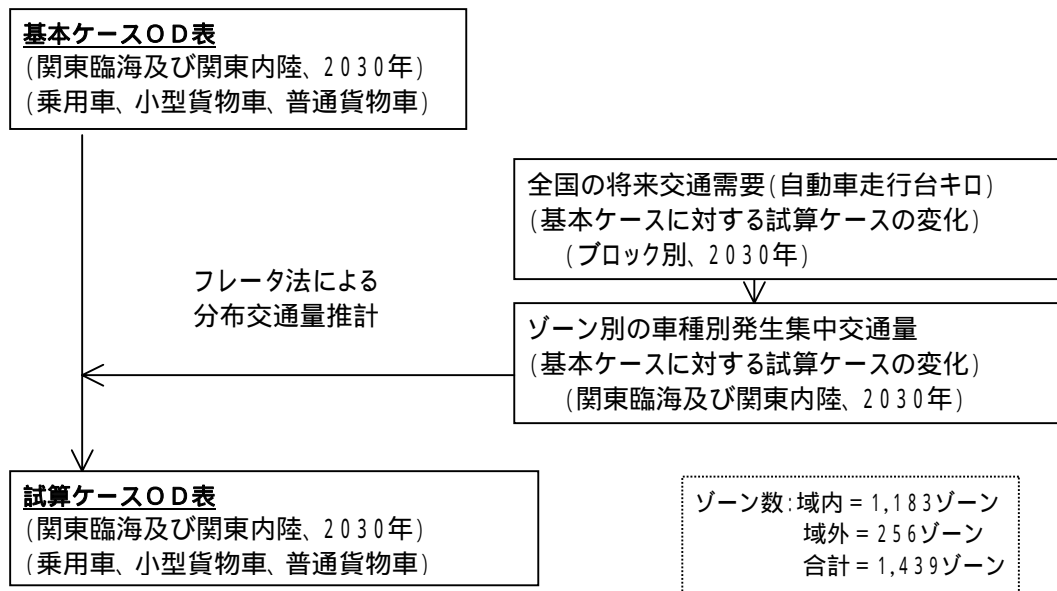 基本ケースＯＤ表
(関東臨海及び関東内陸、2030年)
(乗用車、小型貨物車、普通貨物車)
全国の将来交通需要(自動車走行台キロ)
(基本ケースに対する試算ケースの変化)
(ブロック別、2030年)
フレータ法による
分布交通量推計
ゾーン別の車種別発生集中交通量
(基本ケースに対する試算ケースの変化)
(関東臨海及び関東内陸、2030年)
試算ケースＯＤ表
(関東臨海及び関東内陸、2030年)
(乗用車、小型貨物車、普通貨物車)
ゾーン数:域内=1,183ゾーン
域外=256ゾーン
合計=1,439ゾーン